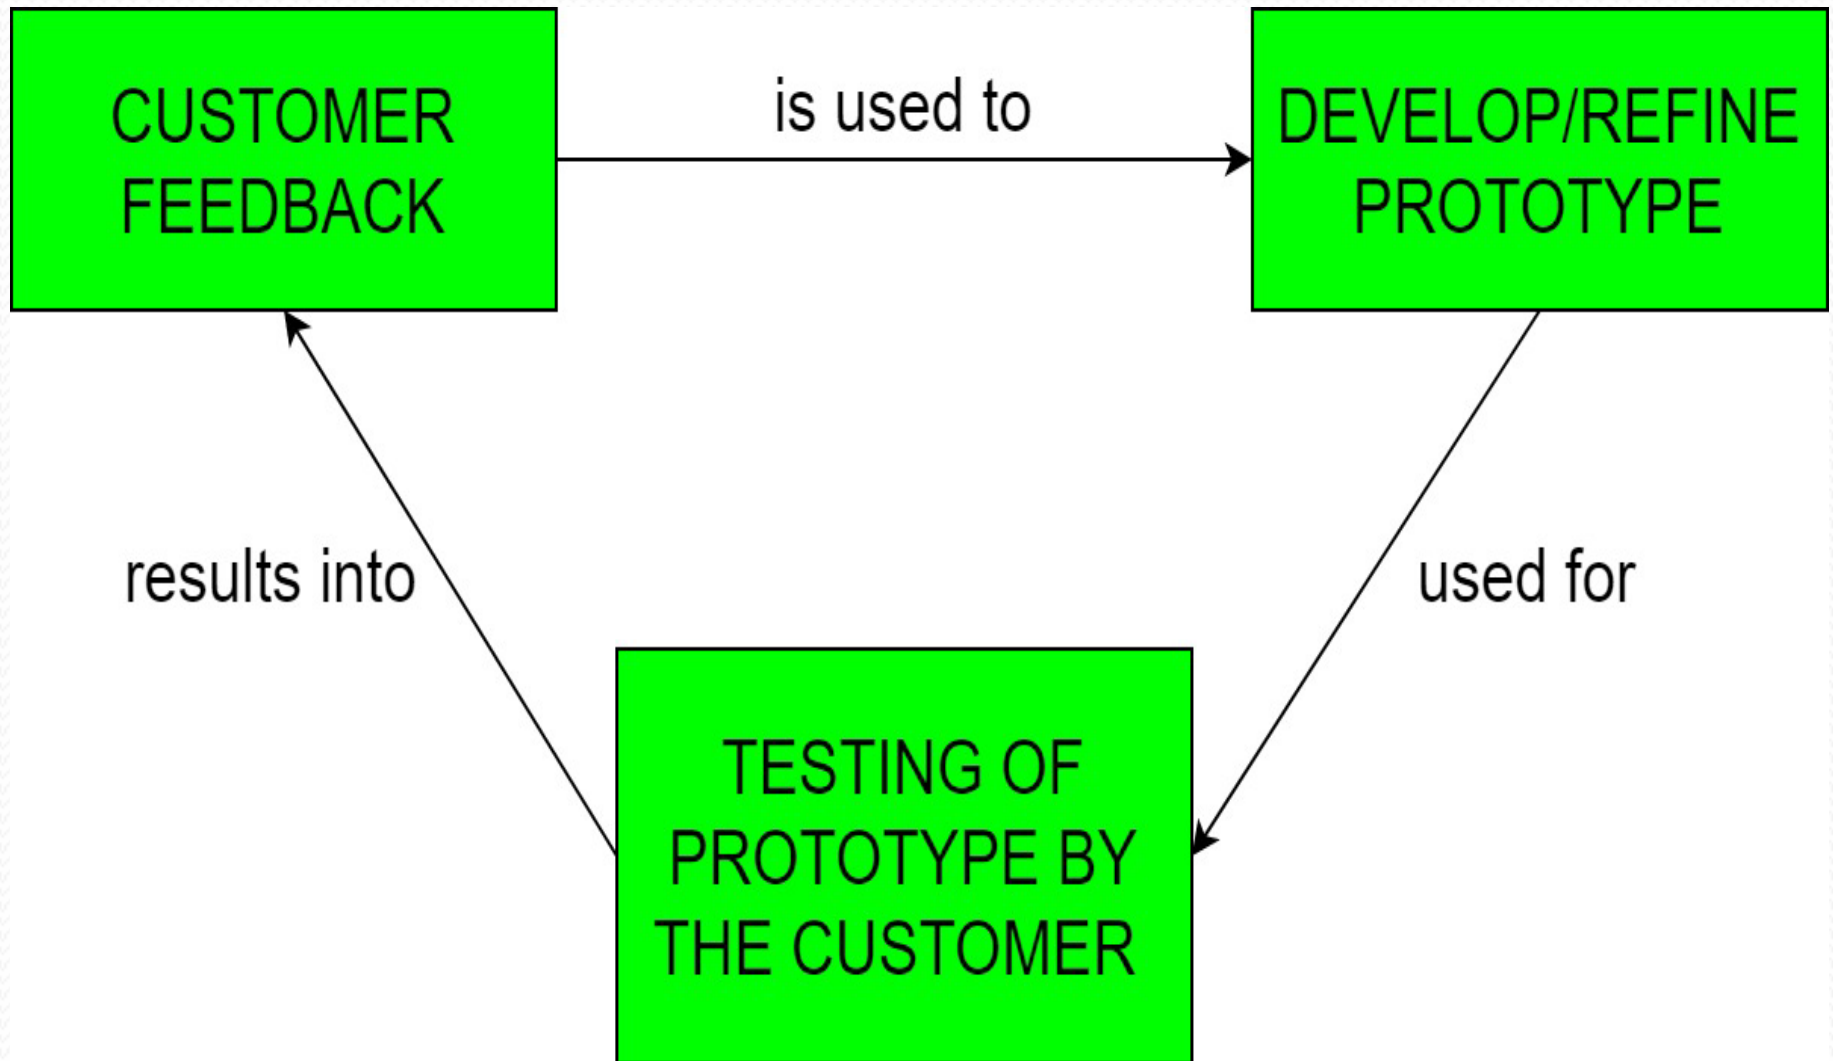 CUSTOMER
FEEDBACK
is used to
DEVELOP/REFINE
PROTOTYPE
results into
used for
TESTING OF
PROTOTYPE BY
THE CUSTOMER